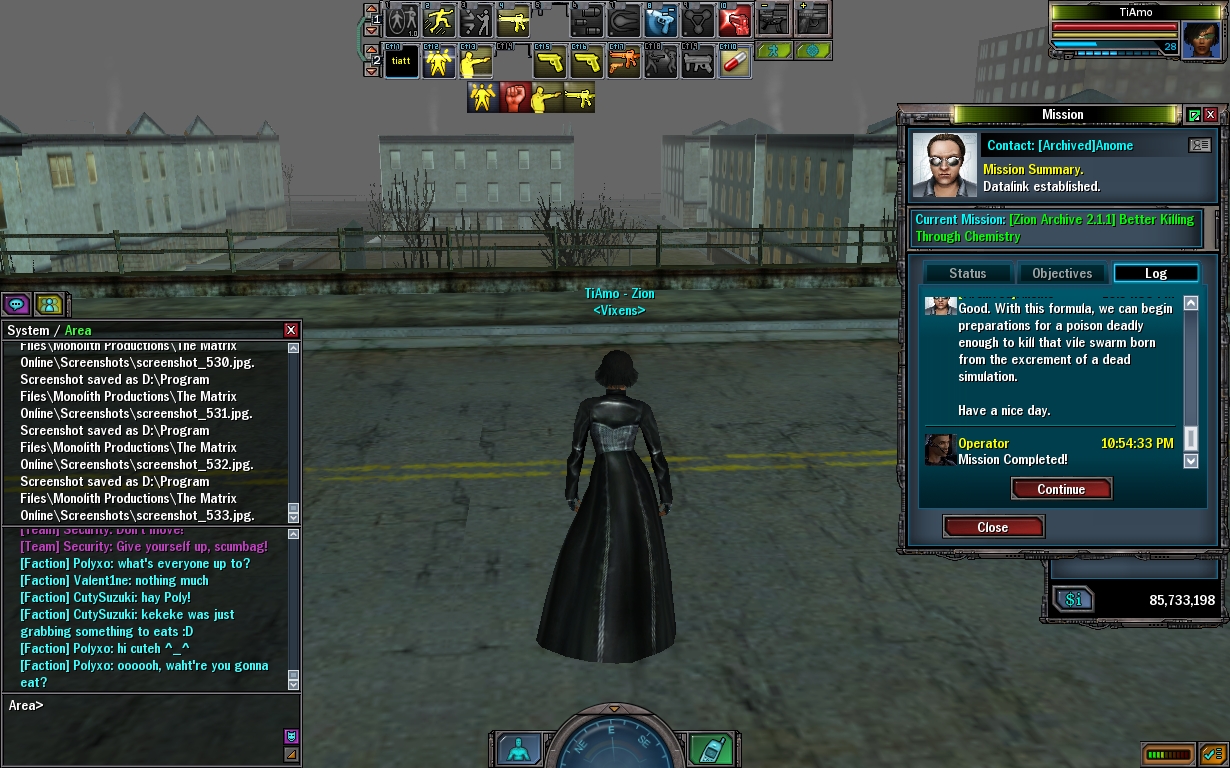 TiAmo
28
1
2
tiatt
Mission
Contact: [Archived]Anome
Mission Summary.
Datalink established.
Current Mission: [Zion Archive 2.1.1] Better Killing
Through Chemistry
Status Objectives Log
Good. With this formula, we can begin
preparations for a poison deadly
enough to kill that vile swarm born
from the excrement of a dead
simulation.
Have a nice day.
Operator 10:54:33 PM
Mission Completed!
Continue
Close
$i 85,733,198
TiAmo - Zion
<Vixens>
System / Area
Files\Monolith Productions\The Matrix
Online\Screenshots\screenshot_530.jpg.
Screenshot saved as D:\Program
Files\Monolith Productions\The Matrix
Online\Screenshots\screenshot_531.jpg.
Screenshot saved as D:\Program
Files\Monolith Productions\The Matrix
Online\Screenshots\screenshot_532.jpg.
Screenshot saved as D:\Program
Files\Monolith Productions\The Matrix
Online\Screenshots\screenshot_533.jpg.
[Team] Security: Don't move!
[Team] Security: Give yourself up, scumbag!
[Faction] Polyxo: what's everyone up to?
[Faction] Valent1ne: nothing much
[Faction] CutySuzuki: hay Poly!
[Faction] CutySuzuki: kekeke was just
grabbing something to eats :D
[Faction] Polyxo: hi cuteh ^_^
[Faction] Polyxo: oooooh, waht're you gonna
eat?
Area>
NE E SE